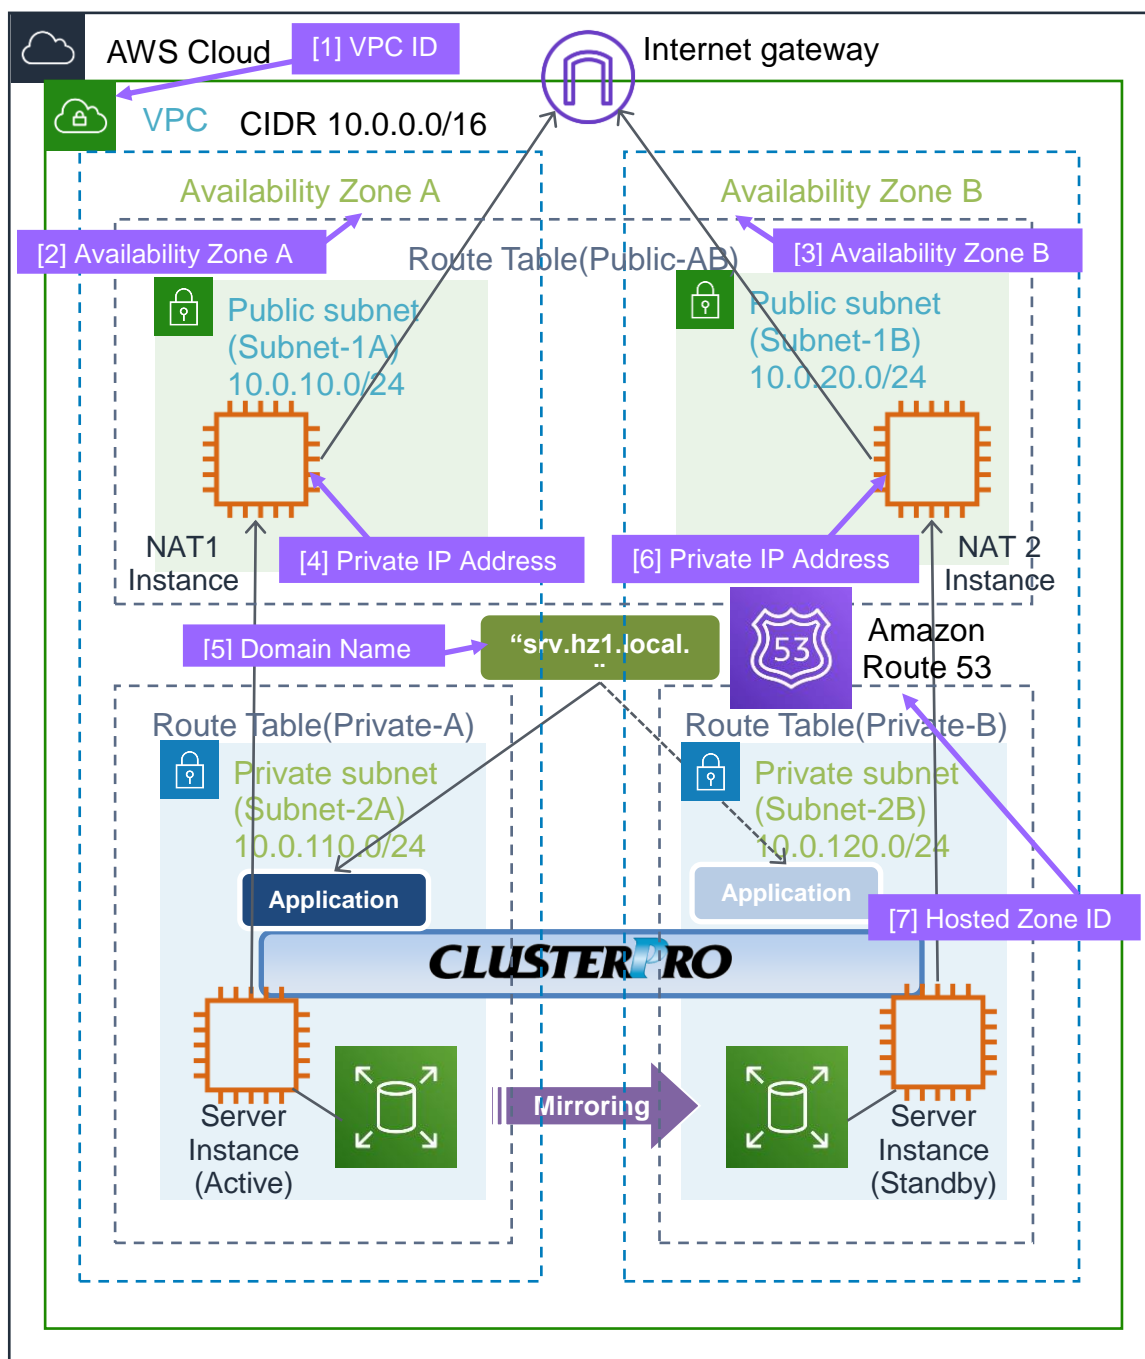 AWS Cloud
[1] VPC ID
Internet gateway
VPC
CIDR 10.0.0.0/16
Availability Zone A
Availability Zone B
[2] Availability Zone A
Route Table(Public-AB)
[3] Availability Zone B
Public subnet
(Subnet-1A)
10.0.10.0/24
Public subnet
(Subnet-1B)
10.0.20.0/24
NAT1
Instance
[4] Private IP Address
[6] Private IP Address
NAT 2
Instance
[5] Domain Name
“srv.hz1.local.
”
53
Amazon
Route 53
Route Table(Private-A)
Route Table(Private-B)
Private subnet
(Subnet-2A)
10.0.110.0/24
Private subnet
(Subnet-2B)
10.0.120.0/24
Application
Application
[7] Hosted Zone ID
CLUSTERPRO
Mirroring
Server
Instance
(Active)
Server
Instance
(Standby)